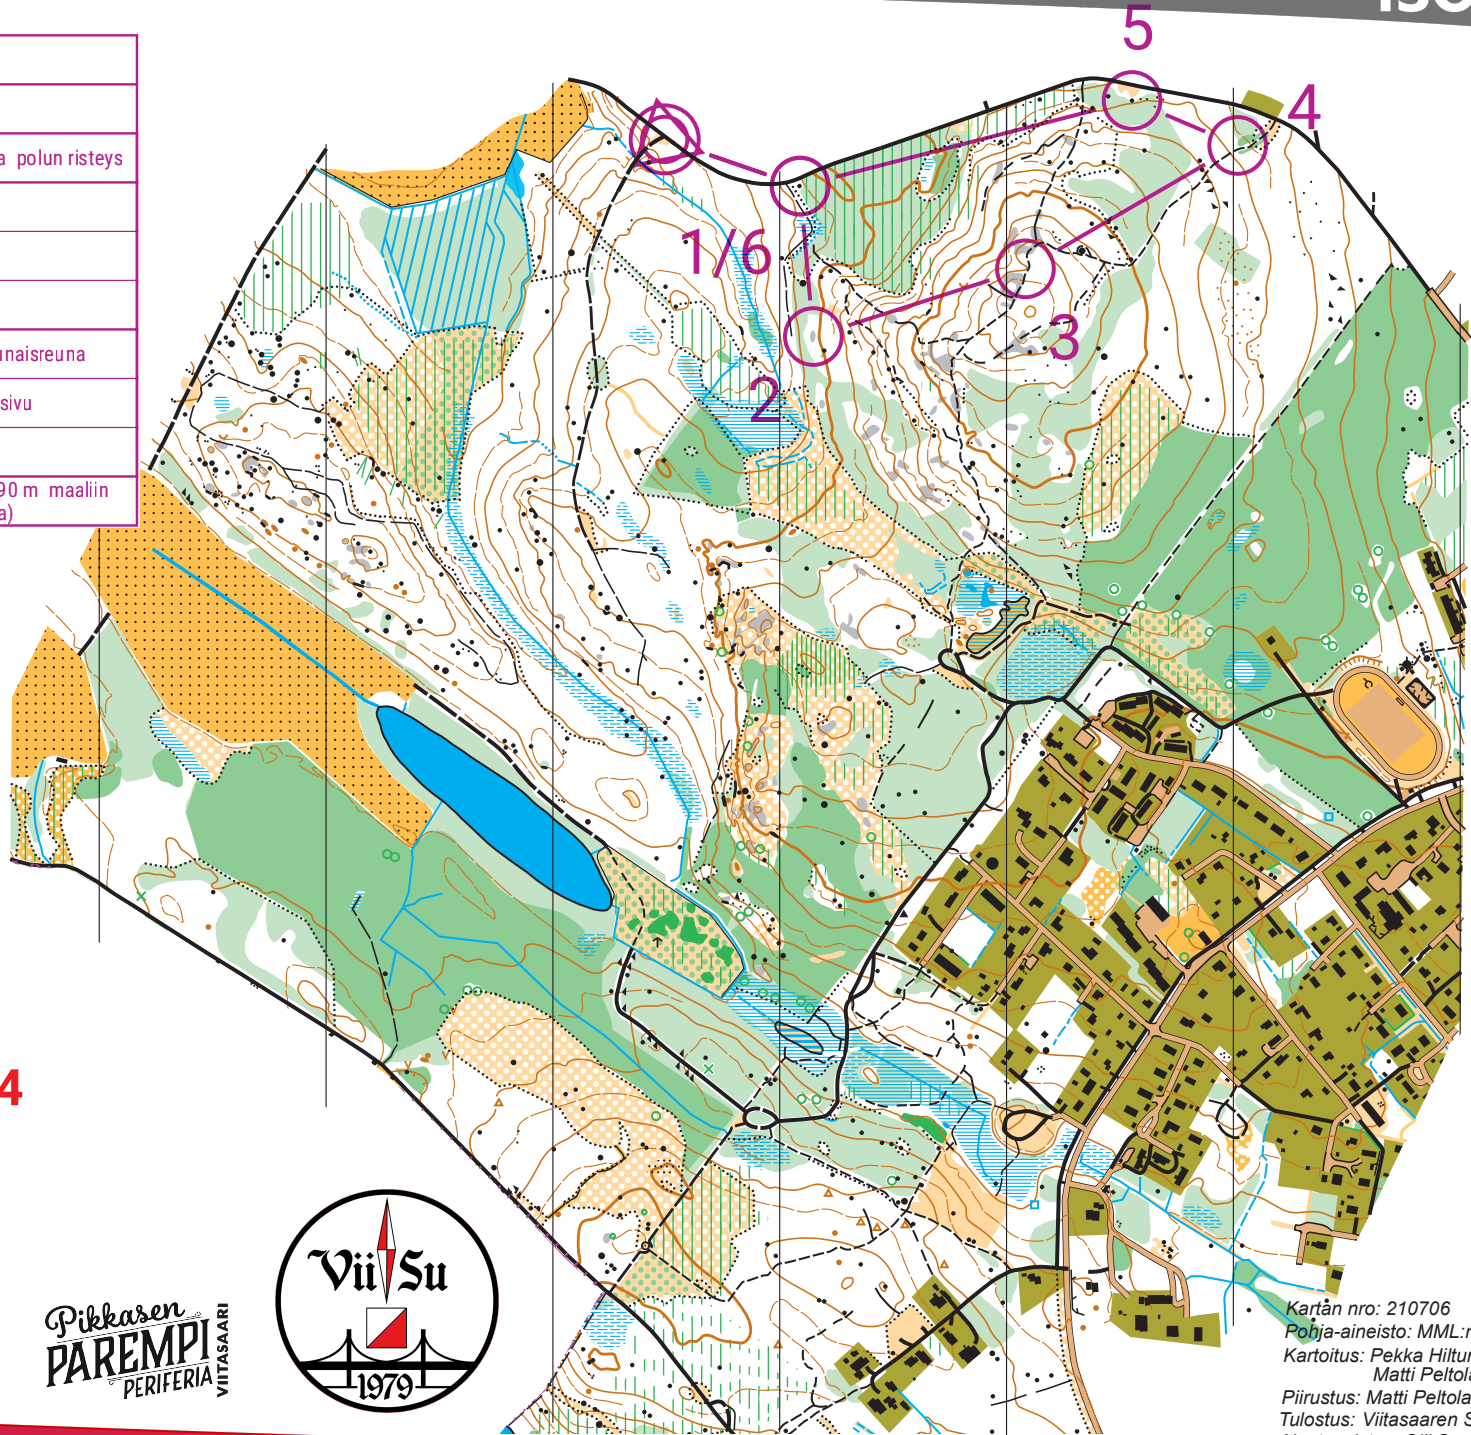 5
4
a polun risteys
1/6
unaisreuna
3
sivu
2
90 m maaliin
a)
4
Vii Su
1979
Pikkasen
PAREMPI
PERIFERIA
VIITASAARI
Kartan nro: 210706
Pohja-aineisto: MML:n
Kartoitus: Pekka Hiltun
Matti Peltola
Piirustus: Matti Peltola
Tulostus: Viitasaaren S